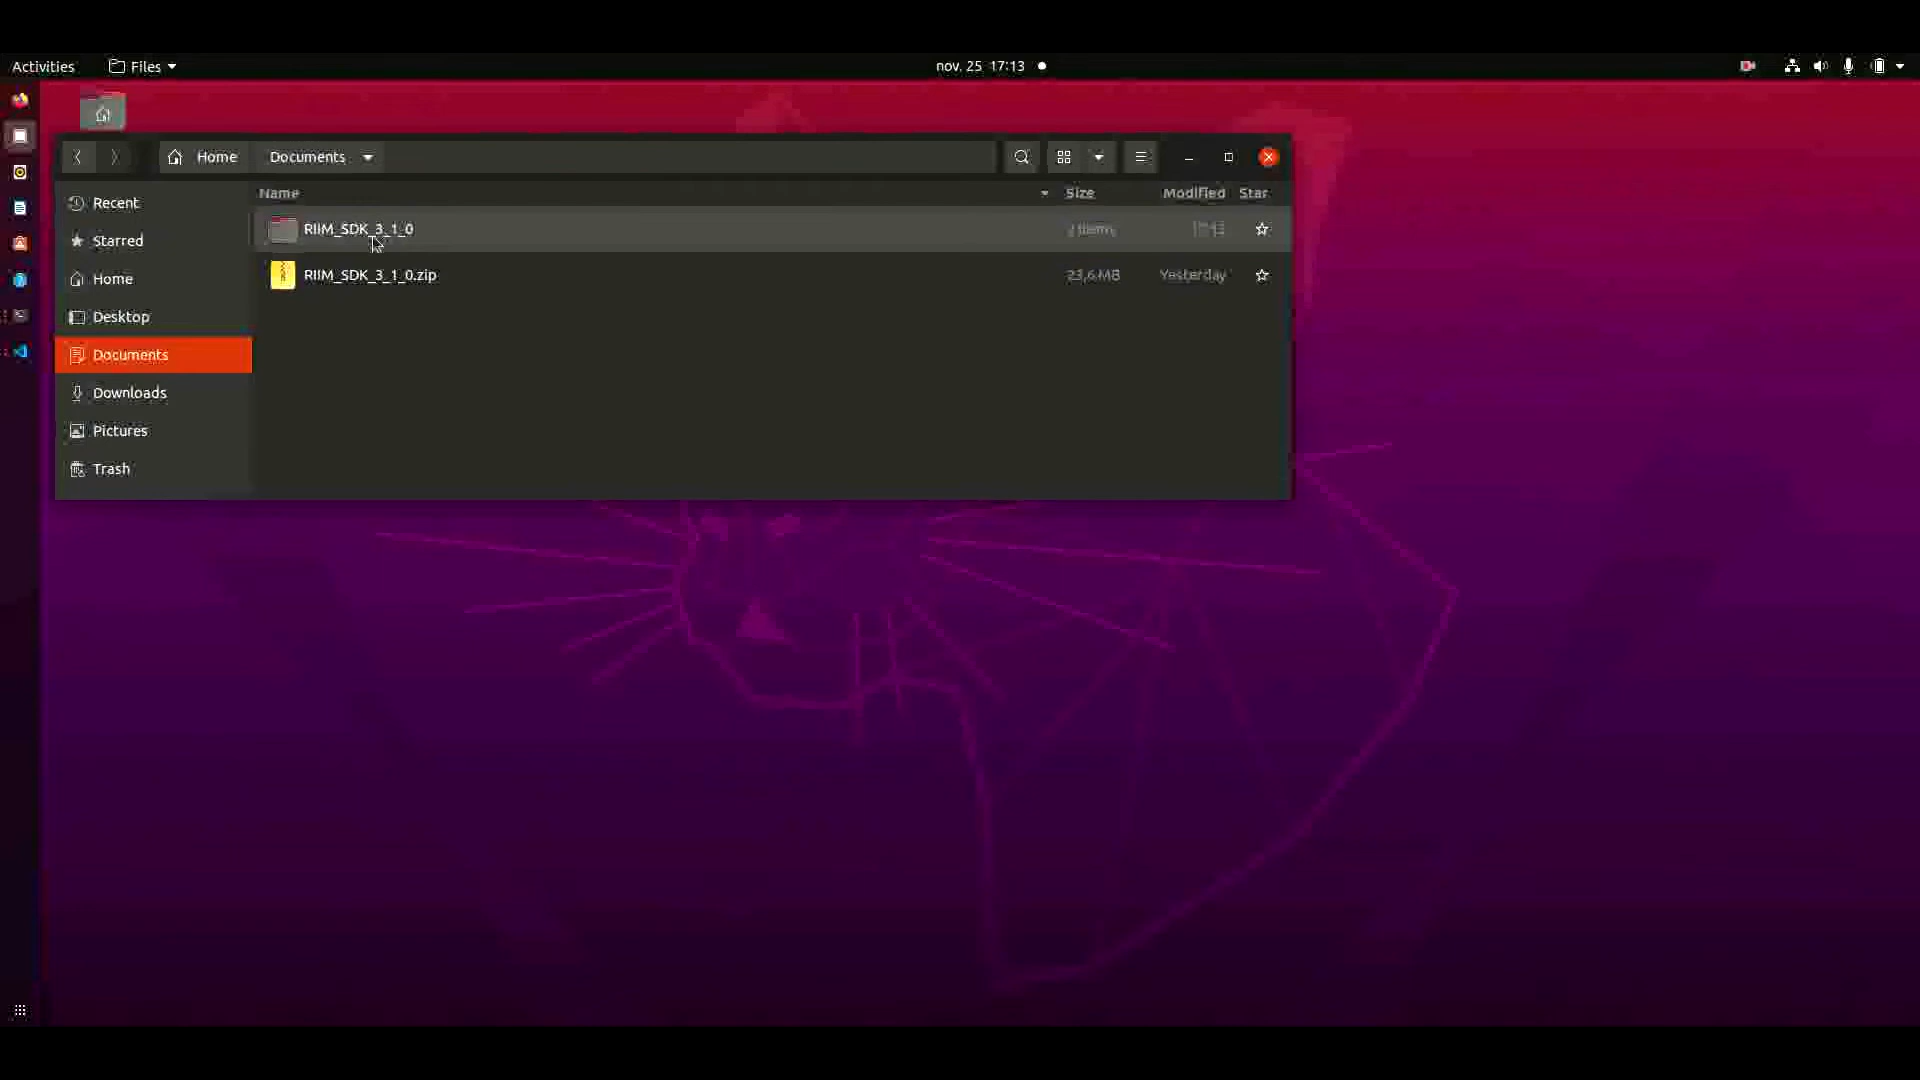 Activities
Files
nov. 25 17:13
Home
Documents
Name
Size
Modified
Star
Recent
RIIM_SDK_3_1_0
Starred
RIIM_SDK_3_1_0.zip
23,6 MB
Yesterday
Home
Desktop
Documents
Downloads
Pictures
Trash